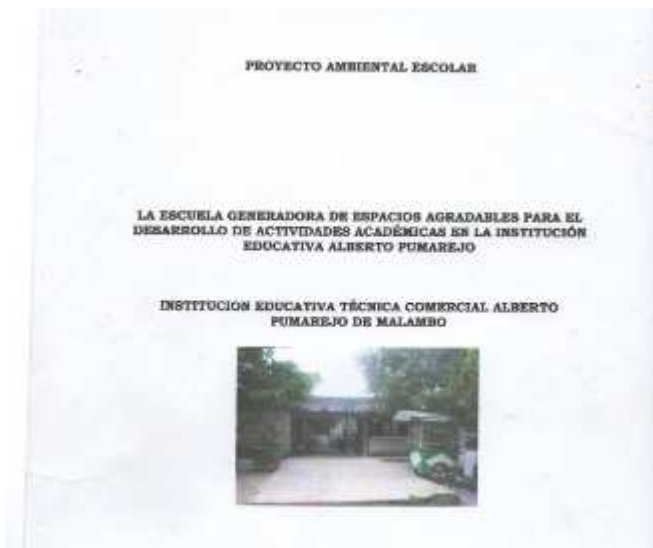 PROYECTO AMBIENTAL ESCOLAR
LA ESCUELA GENERADORA DE ESPACIOS AGRADABLES PARA EL
DESARROLLO DE ACTIVIDADES ACADÉMICAS EN LA INSTITUCIÓN
EDUCATIVA ALBERTO PUMAREJO
INSTITUCION EDUCATIVA TÉCNICA COMERCIAL ALBERTO
PUMAREJO DE MALAMBO